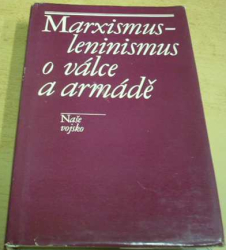 Marxismus-
leninismus
o válce
a armádě
Naše
vojsko